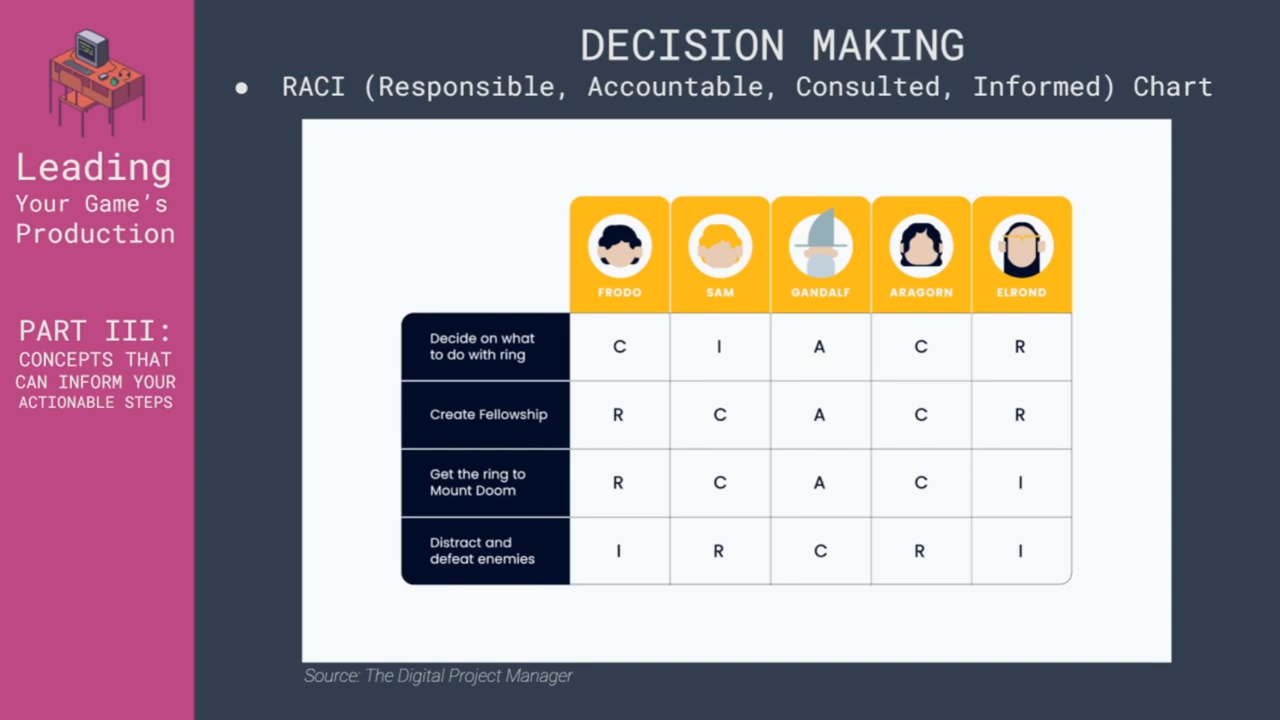 DECISION MAKING
● RACI (Responsible, Accountable, Consulted, Informed) Chart
Leading
Your Game's
Production
PART III:
CONCEPTS THAT
CAN INFORM YOUR
ACTIONABLE STEPS
FRODO SAM GANDALF ARAGORN ELROND
Decide on what
to do with ring
C I A C R
Create Fellowship
R C A C R
Get the ring to
Mount Doom
R C A C I
Distract and
defeat enemies
I R C R I
Source: The Digital Project Manager